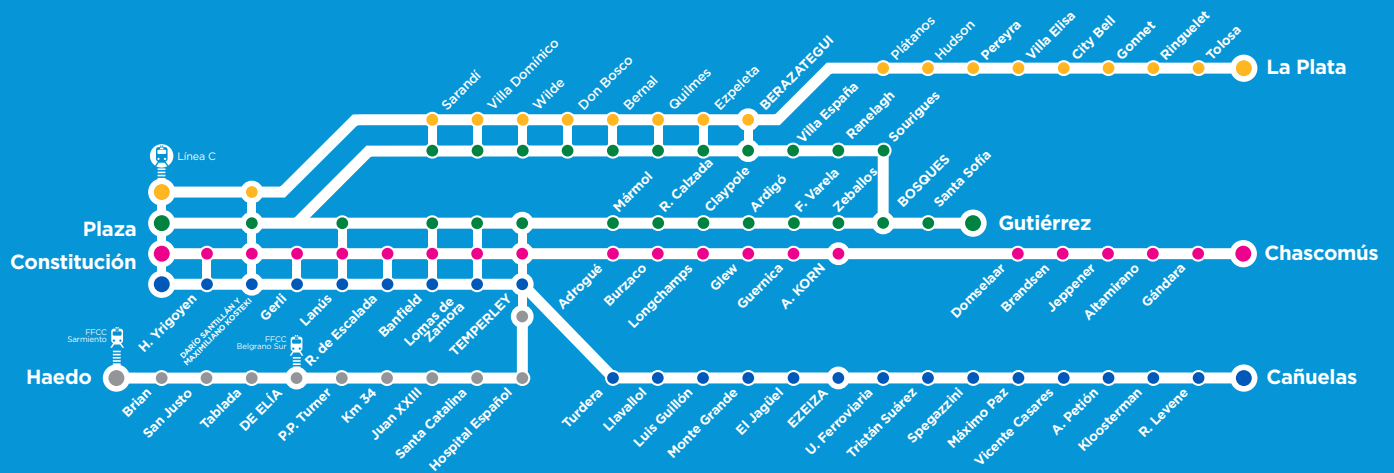 Plátanos
Hudson
Pereyra
Villa Elisa
City Bell
Gonnet
Ringuelet
Tolosa
La Plata
Sarandí
Villa Domínico
Wilde
Don Bosco
Bernal
Quilmes
Ezpeleta
BERAZATEGUI
Villa España
Ranelagh
Sourigues
Línea C
Mármol
R. Calzada
Claypole
Ardigó
F. Varela
Zeballos
BOSQUES
Santa Sofía
Gutiérrez
Plaza
Constitución
Chascomús
H. Yrigoyen
DARÍO SANTILLÁN Y
MAXIMILIANO KOSTEKI
Gerli
Lanús
R. de Escalada
Banfield
Lomas de
Zamora
TEMPERLEY
Adrogué
Burzaco
Longchamps
Glew
Guernica
A. KORN
Domselaar
Brandsen
Jeppener
Altamirano
Gándara
FFCC
Sarmiento
FFCC
Belgrano Sur
Haedo
Brian
San Justo
Tablada
DE ELÍA
P.P. Turner
Km 34
Juan XXIII
Santa Catalina
Hospital Español
Turdera
Llavallol
Luis Guillón
Monte Grande
El Jagüel
EZEIZA
U. Ferroviaria
Tristán Suárez
Spegazzini
Máximo Paz
Vicente Casares
A. Petión
Kloosterman
R. Levene
Cañuelas